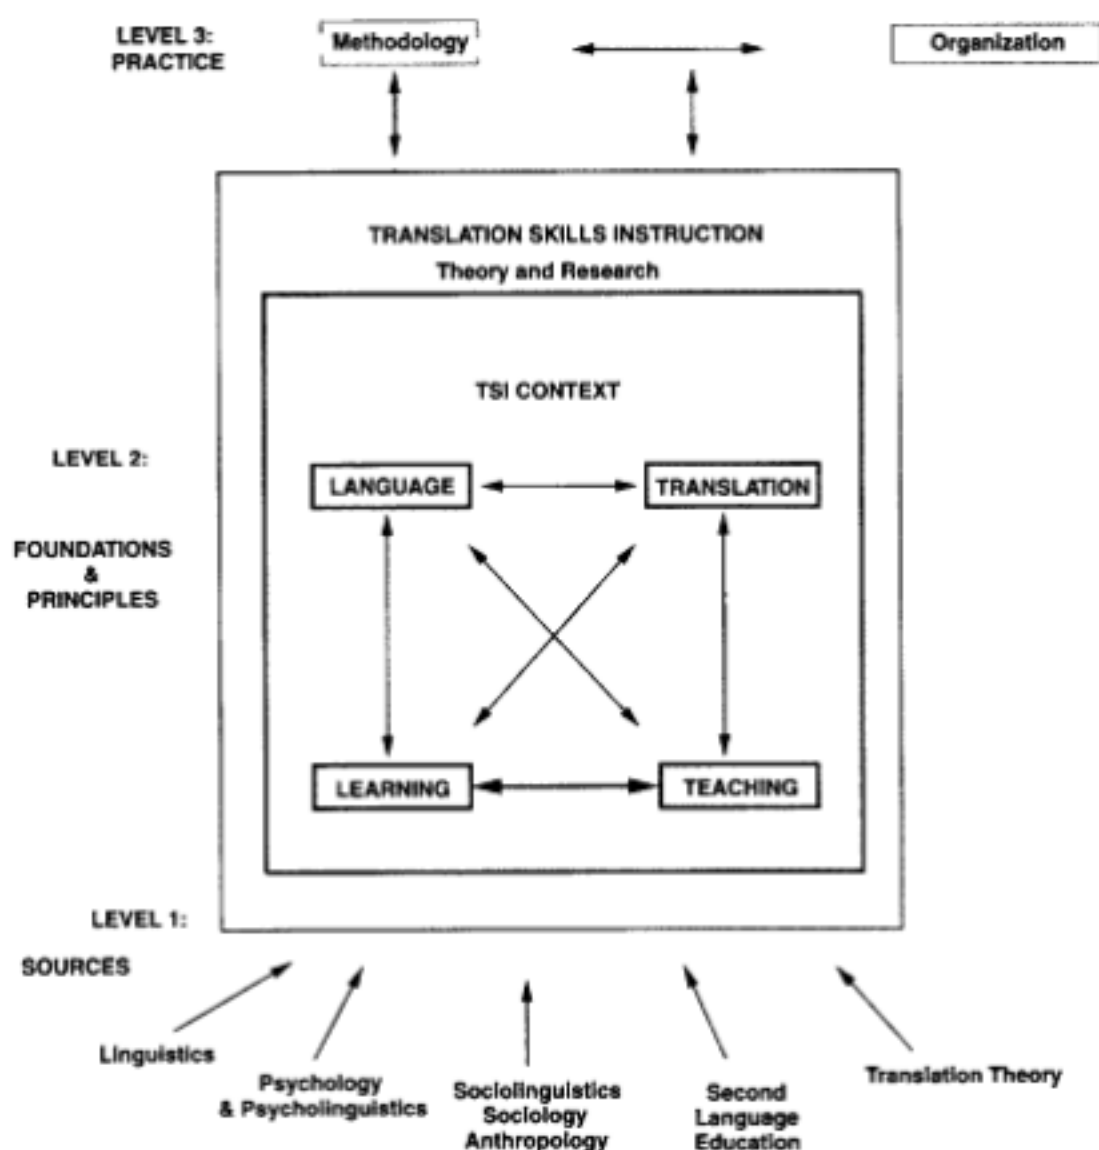 LEVEL 3:
PRACTICE
Methodology
Organization
TRANSLATION SKILLS INSTRUCTION
Theory and Research
TSI CONTEXT
LEVEL 2:
LANGUAGE
TRANSLATION
FOUNDATIONS
&
PRINCIPLES
LEARNING
TEACHING
LEVEL 1:
SOURCES
Linguistics
Psychology
& Psycholinguistics
Sociolinguistics
Sociology
Anthropology
Second
Language
Education
Translation Theory